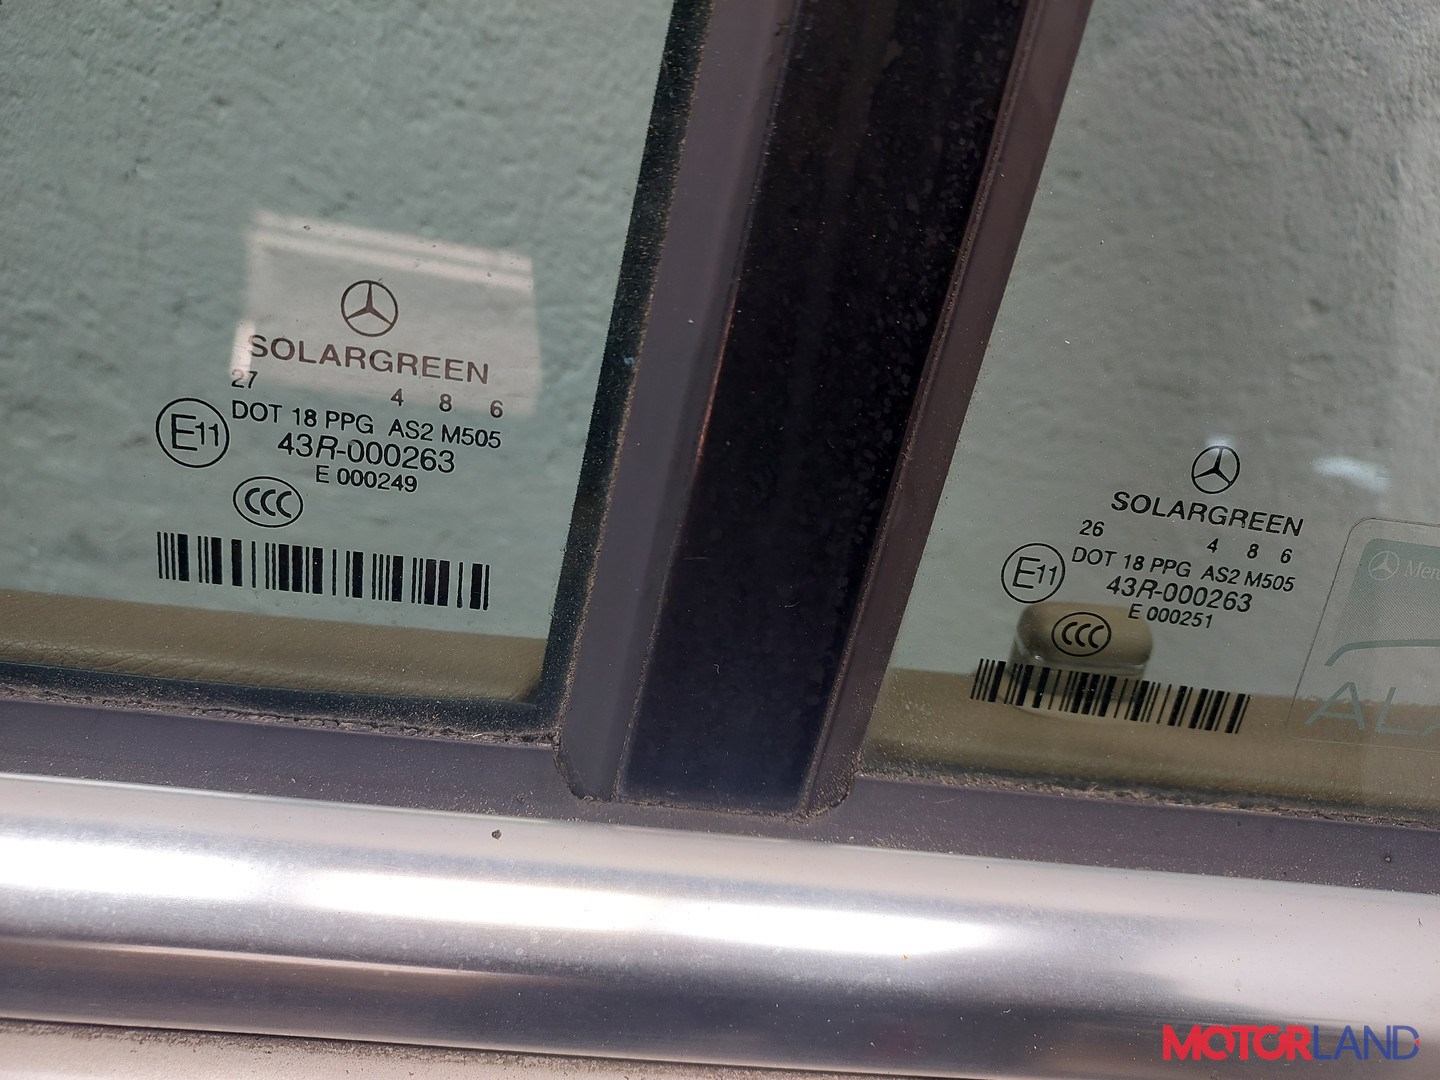 SOLARGREEN
27
4 8 6
DOT 18 PPG AS2 M505
E11
43R-000263
E 000249
CCC
SOLARGREEN
26
4 8 6
DOT 18 PPG AS2 M505
E11
43R-000263
E 000251
CCC
MOTORLAND